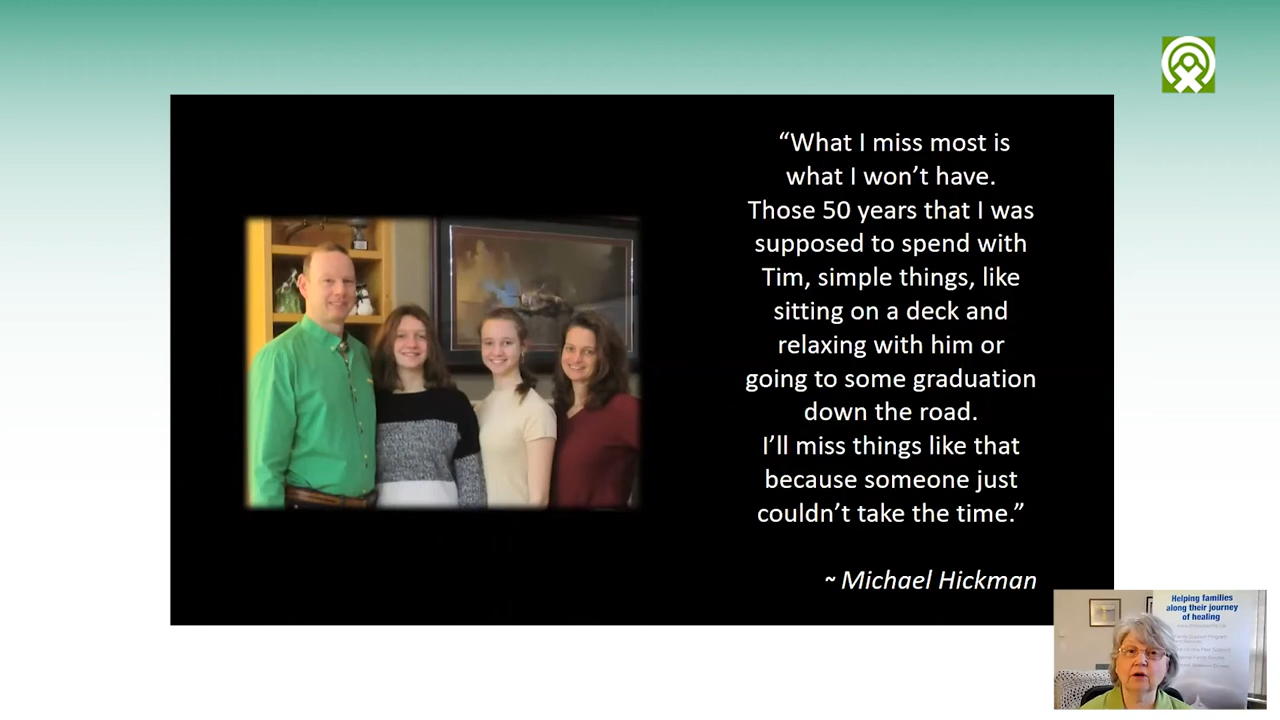 “What I miss most is
what I won’t have.
Those 50 years that I was
supposed to spend with
Tim, simple things, like
sitting on a deck and
relaxing with him or
going to some graduation
down the road.
I’ll miss things like that
because someone just
couldn’t take the time.”
~ Michael Hickman
Helping families
along their journey
of healing